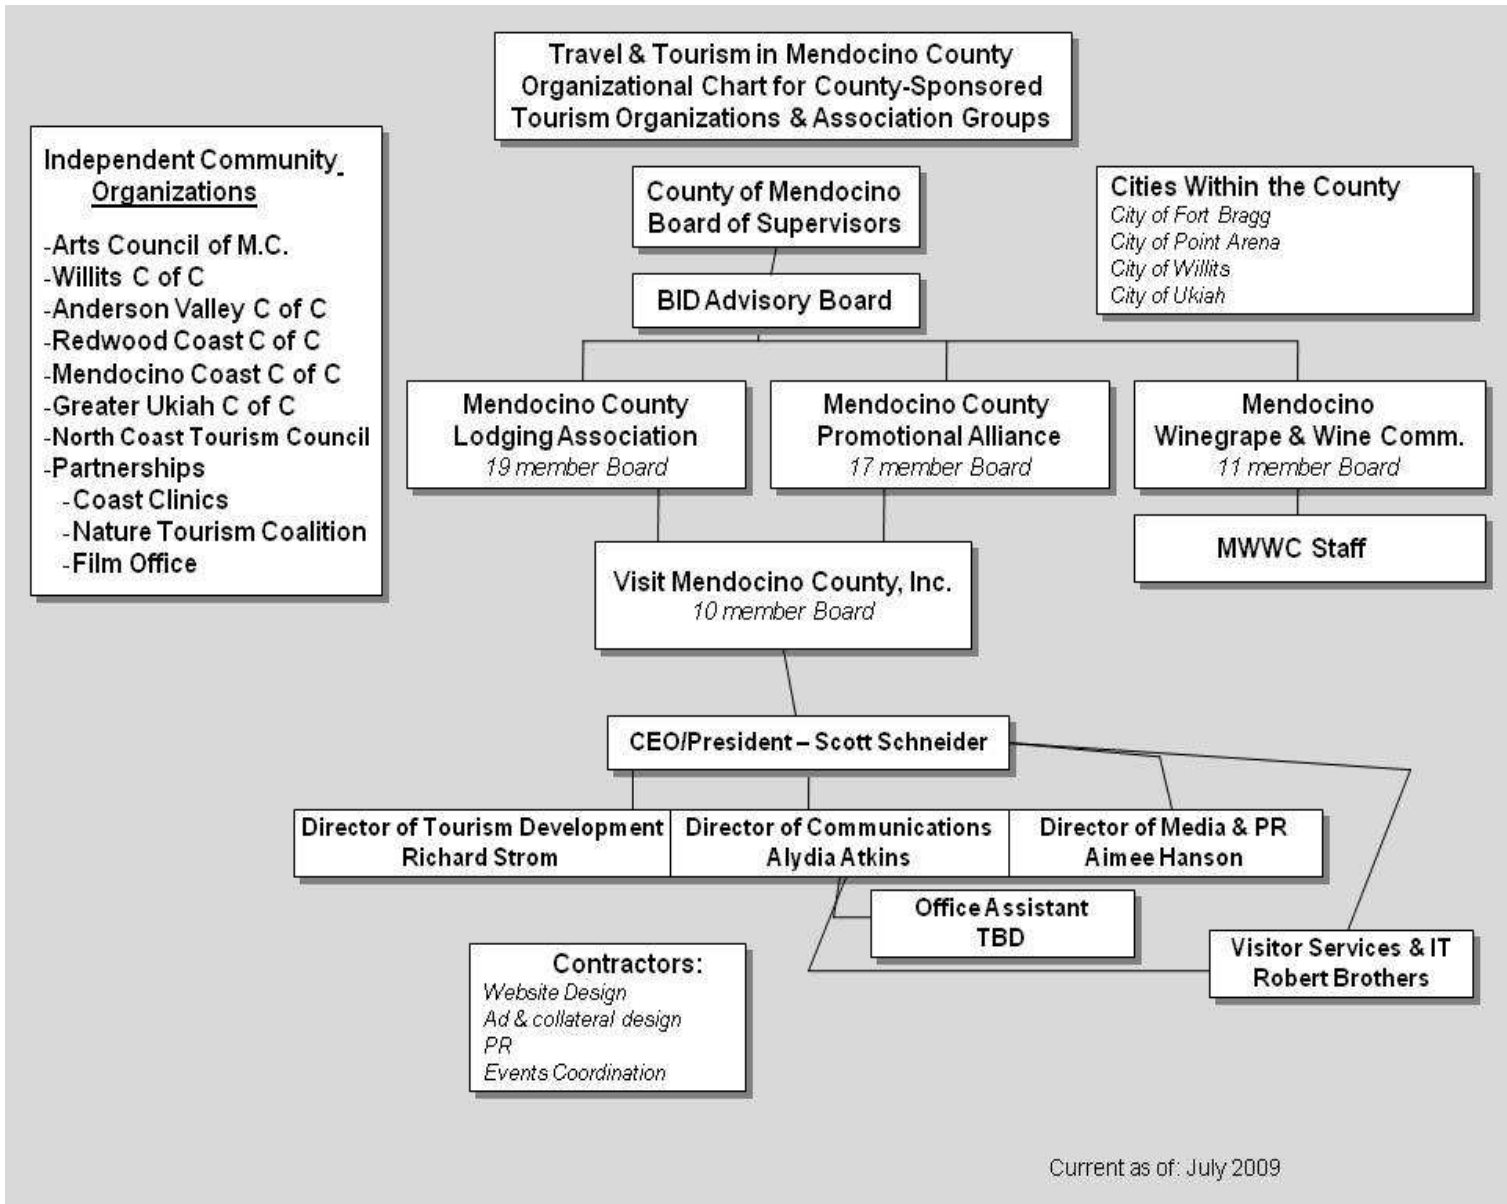 Travel & Tourism in Mendocino County
Organizational Chart for County-Sponsored
Tourism Organizations & Association Groups
Independent Community
Organizations
-Arts Council of M.C.
-Willits C of C
-Anderson Valley C of C
-Redwood Coast C of C
-Mendocino Coast C of C
-Greater Ukiah C of C
-North Coast Tourism Council
-Partnerships
-Coast Clinics
-Nature Tourism Coalition
-Film Office
County of Mendocino
Board of Supervisors
Cities Within the County
City of Fort Bragg
City of Point Arena
City of Willits
City of Ukiah
BID Advisory Board
Mendocino County
Lodging Association
19 member Board
Mendocino County
Promotional Alliance
17 member Board
Mendocino
Winegrape & Wine Comm.
11 member Board
MWWC Staff
Visit Mendocino County, Inc.
10 member Board
CEO/President – Scott Schneider
Director of Tourism Development
Richard Strom
Director of Communications
Alydia Atkins
Director of Media & PR
Aimee Hanson
Office Assistant
TBD
Visitor Services & IT
Robert Brothers
Contractors:
Website Design
Ad & collateral design
PR
Events Coordination
Current as of: July 2009